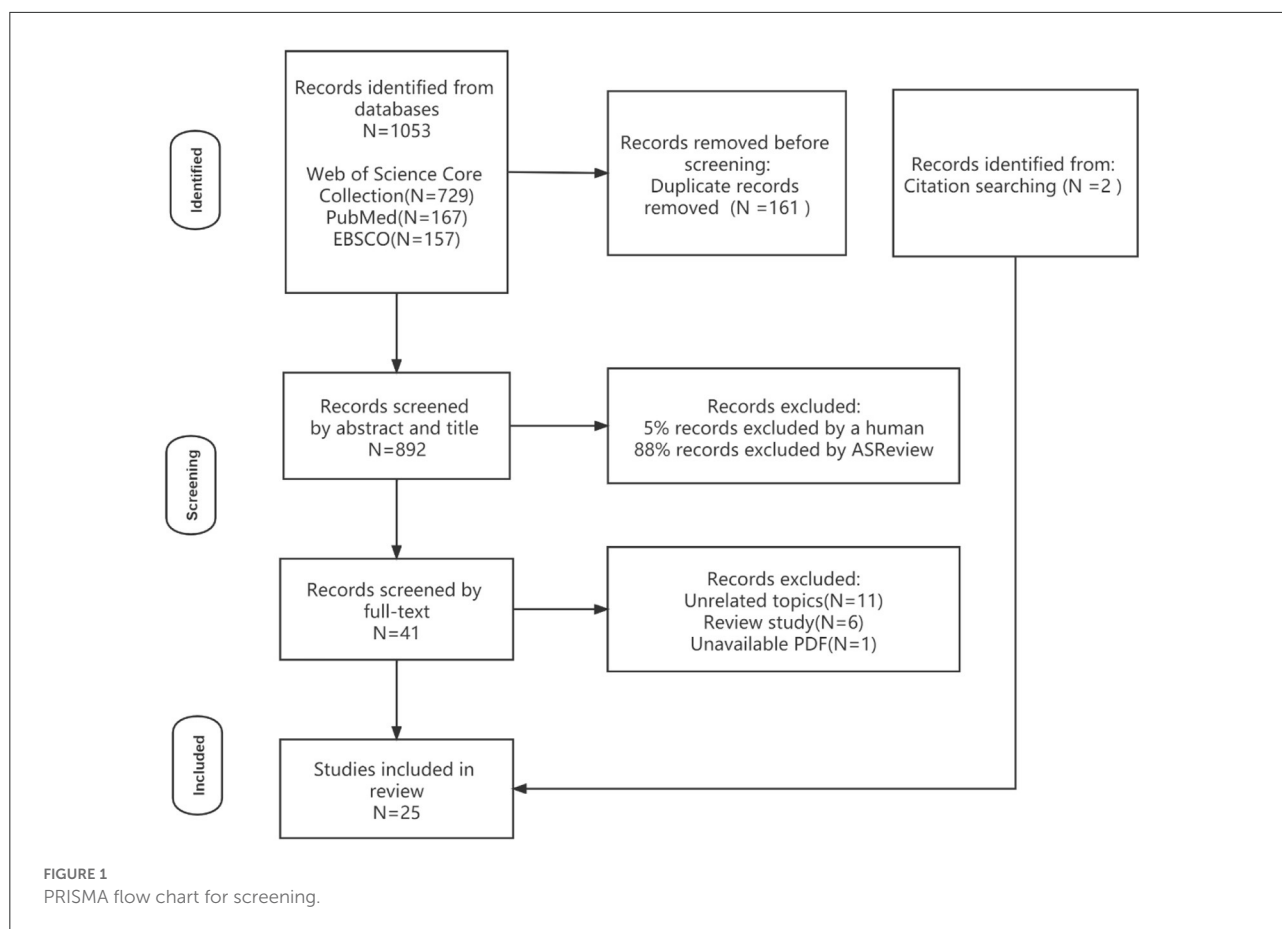 Identified
Records identified from
databases
N=1053
Web of Science Core
Collection(N=729)
PubMed(N=167)
EBSCO(N=157)
Records removed before
screening:
Duplicate records
removed (N =161 )
Records identified from:
Citation searching (N =2 )
Screening
Records screened
by abstract and title
N=892
Records excluded:
5% records excluded by a human
88% records excluded by ASReview
Records screened by
full-text
N=41
Records excluded:
Unrelated topics(N=11)
Review study(N=6)
Unavailable PDF(N=1)
Included
Studies included in
review
N=25
FIGURE 1
PRISMA flow chart for screening.